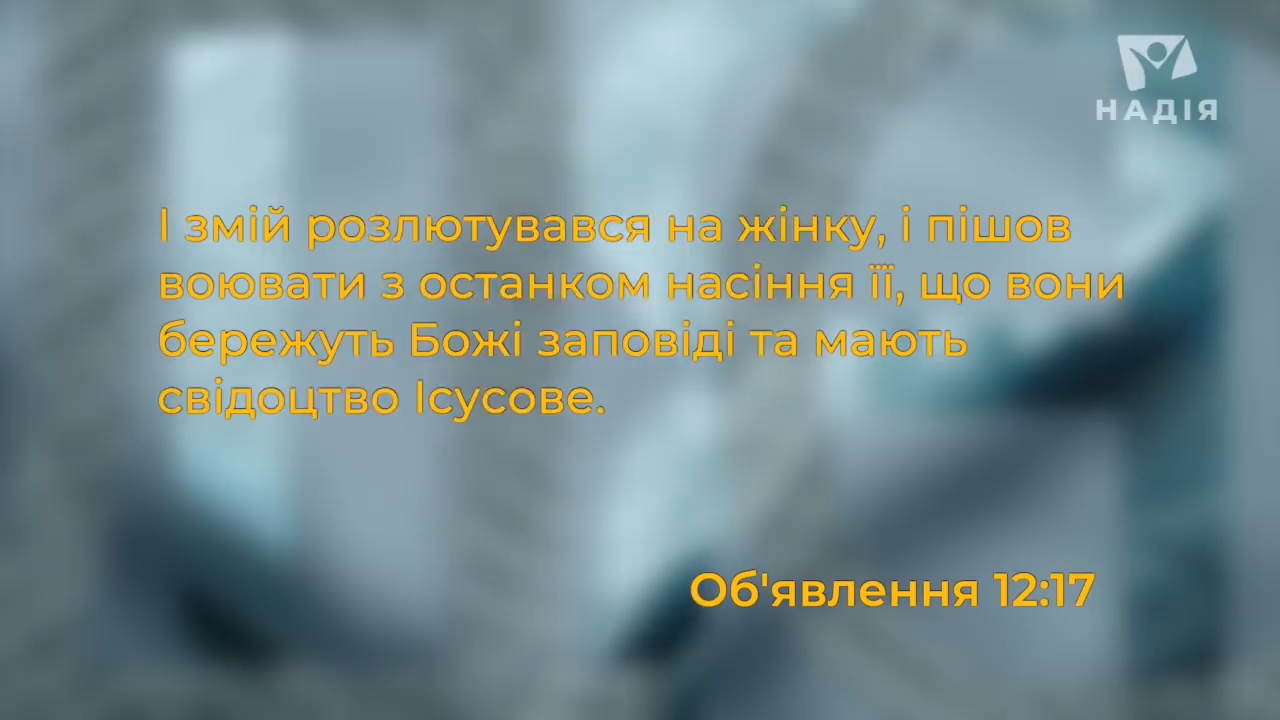 НАДІЯ
І змій розлютувався на жінку, і пішов
воювати з останком насіння її, що вони
бережуть Божі заповіді та мають
свідоцтво Ісусове.
Об'явлення 12:17